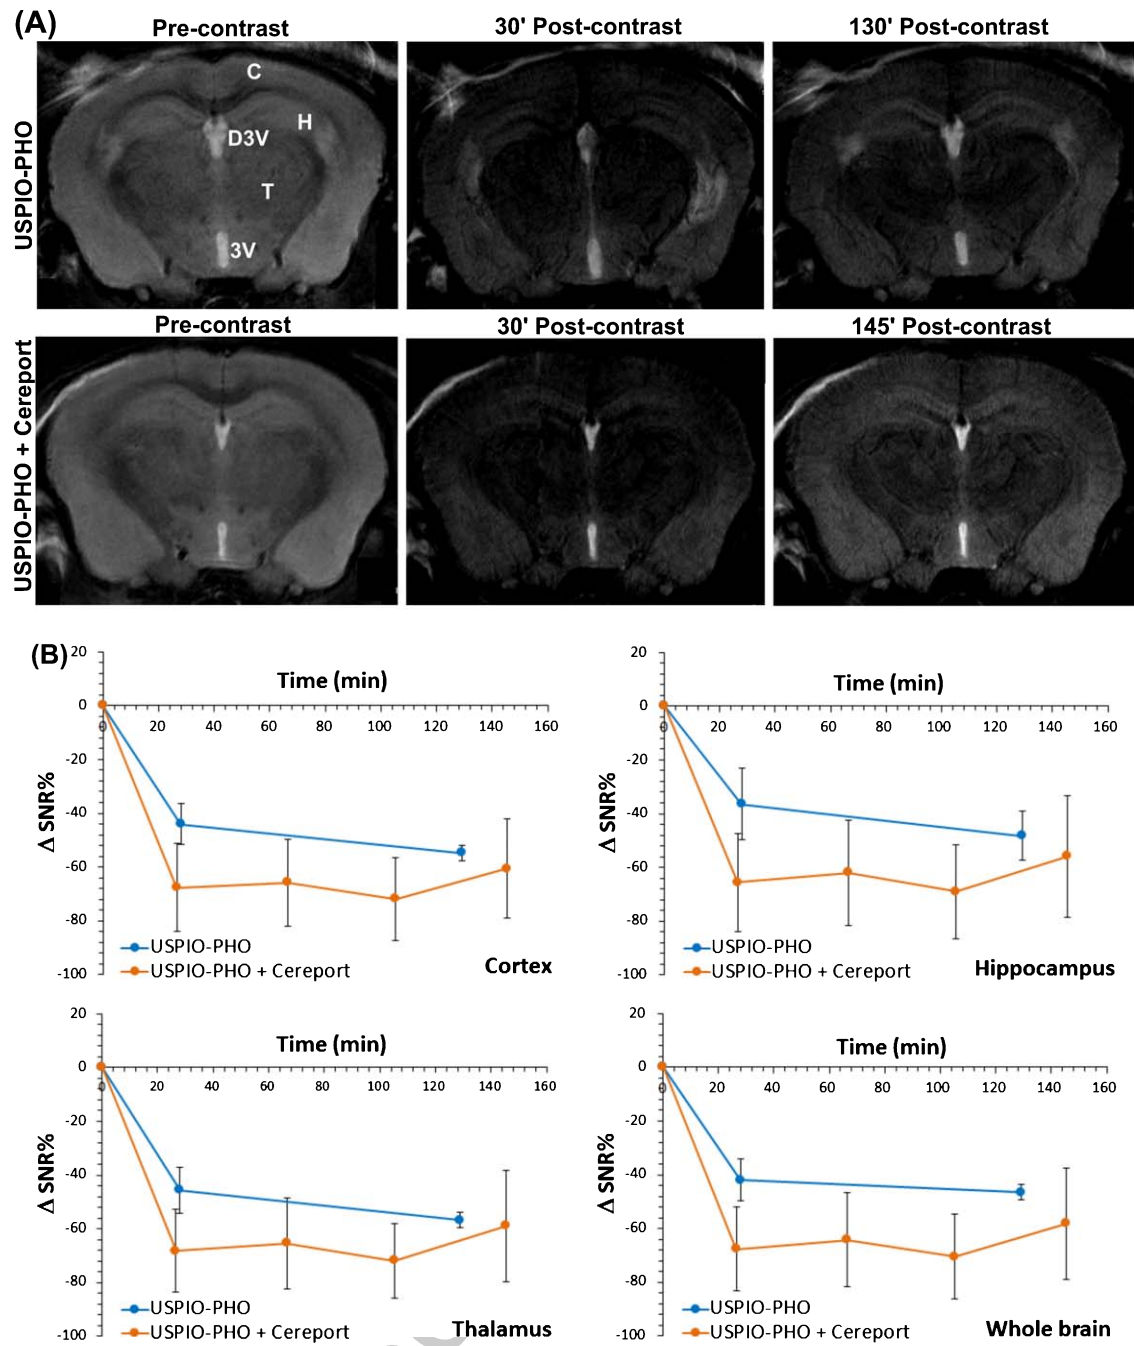 (A)
Pre-contrast
30' Post-contrast
130' Post-contrast
USPIO-PHO
C
H
D3V
T
3V
Pre-contrast
30' Post-contrast
145' Post-contrast
USPIO-PHO + Cereport
(B)
20
0
-20
-40
-60
-80
-100
Δ SNR%
Time (min)
0 20 40 60 80 100 120 140 160
USPIO-PHO
USPIO-PHO + Cereport
Cortex
20
0
-20
-40
-60
-80
-100
Δ SNR%
Time (min)
0 20 40 60 80 100 120 140 160
USPIO-PHO
USPIO-PHO + Cereport
Hippocampus
20
0
-20
-40
-60
-80
-100
Δ SNR%
Time (min)
0 20 40 60 80 100 120 140 160
USPIO-PHO
USPIO-PHO + Cereport
Thalamus
20
0
-20
-40
-60
-80
-100
Δ SNR%
Time (min)
0 20 40 60 80 100 120 140 160
USPIO-PHO
USPIO-PHO + Cereport
Whole brain